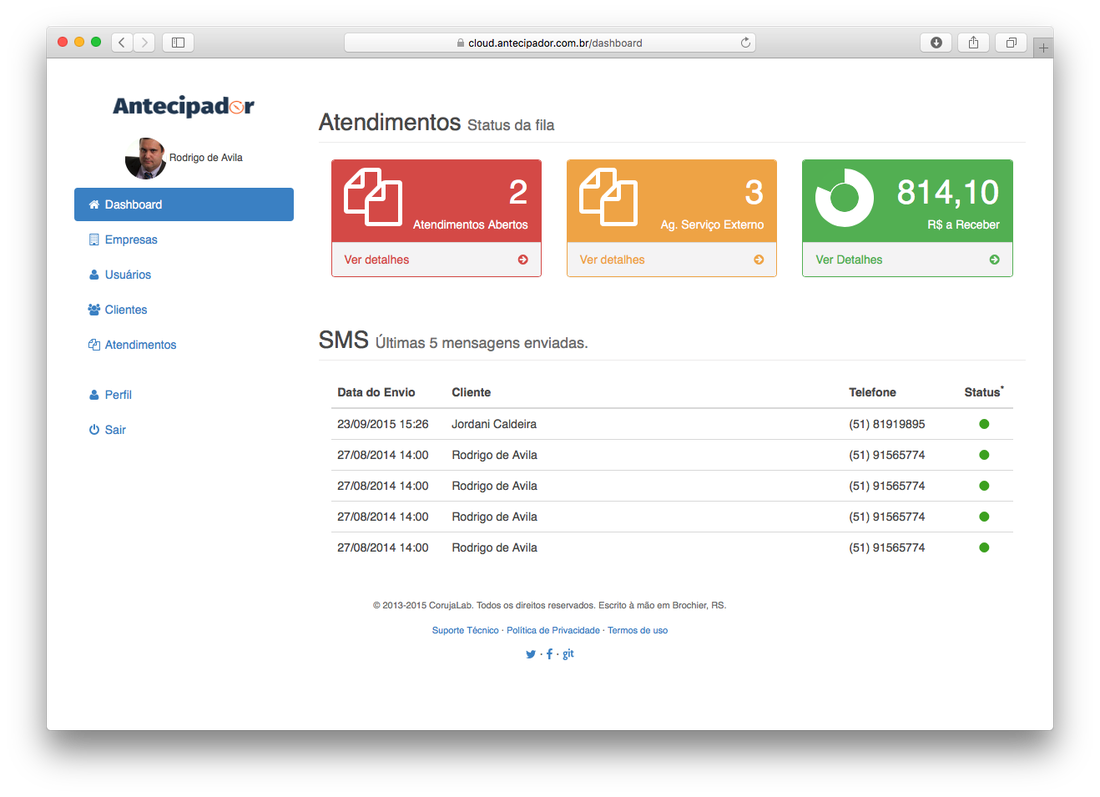 cloud.antecipador.com.br/dashboard
Antecipador
Rodrigo de Avila
Dashboard
Empresas
Usuários
Clientes
Atendimentos
Perfil
Sair
Atendimentos Status da fila
2
Atendimentos Abertos
Ver detalhes
3
Ag. Serviço Externo
Ver detalhes
814,10
R$ a Receber
Ver Detalhes
SMS Últimas 5 mensagens enviadas.
Data do Envio Cliente Telefone Status*
23/09/2015 15:26 Jordani Caldeira (51) 81919895
27/08/2014 14:00 Rodrigo de Avila (51) 91565774
27/08/2014 14:00 Rodrigo de Avila (51) 91565774
27/08/2014 14:00 Rodrigo de Avila (51) 91565774
27/08/2014 14:00 Rodrigo de Avila (51) 91565774
© 2013-2015 CorujaLab. Todos os direitos reservados. Escrito à mão em Brochier, RS.
Suporte Técnico · Política de Privacidade · Termos de uso
· · git